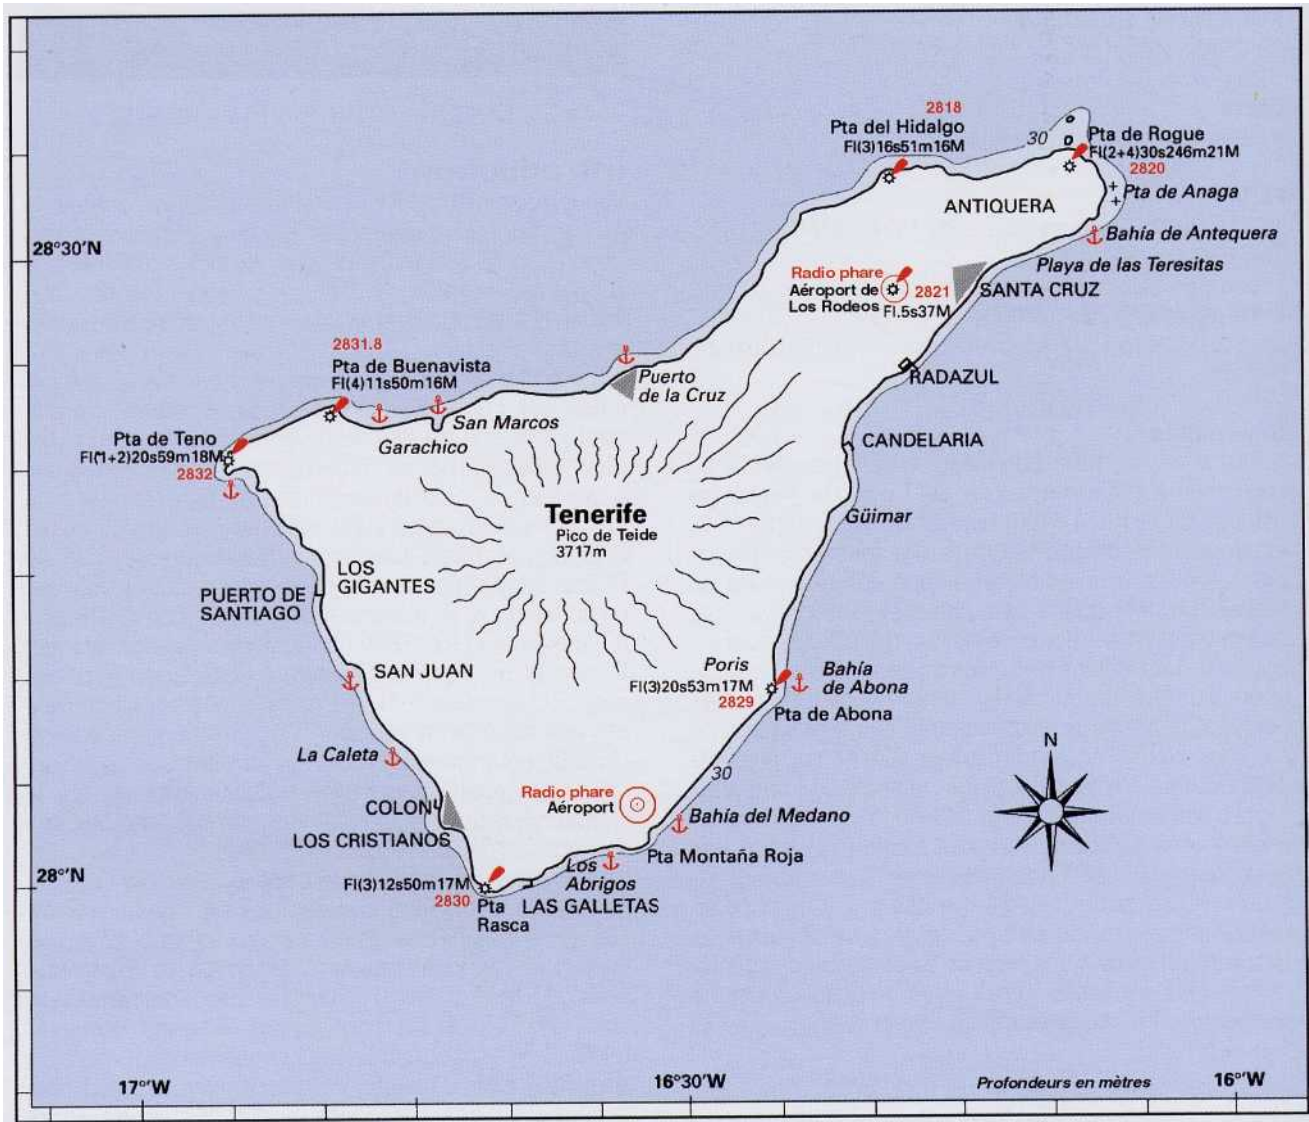 2818
Pta del Hidalgo
Fl(3)16s51m16M
30
Pta de Rogue
Fl(2+4)30s246m21M
2820
Pta de Anaga
ANTIQUERA
Bahía de Antequera
28°30'N
Playa de las Teresitas
Radio phare
Aéroport de
Los Rodeos
2821
Fl.5s37M
SANTA CRUZ
2831.8
Pta de Buenavista
Fl(4)11s50m16M
Puerto
de la Cruz
RADAZUL
San Marcos
Garachico
Pta de Teno
Fl(1+2)20s59m18M
2832
CANDELARIA
Tenerife
Pico de Teide
3717m
Güimar
LOS
GIGANTES
PUERTO DE
SANTIAGO
SAN JUAN
Poris
Fl(3)20s53m17M
2829
Bahía
de Abona
Pta de Abona
La Caleta
30
N
Radio phare
Aéroport
COLON
LOS CRISTIANOS
Bahía del Medano
Pta Montaña Roja
Los
Abrigos
28°'N
Fl(3)12s50m17M
2830
Pta
Rasca
LAS GALLETAS
17°'W
16°30'W
Profondeurs en mètres
16°'W